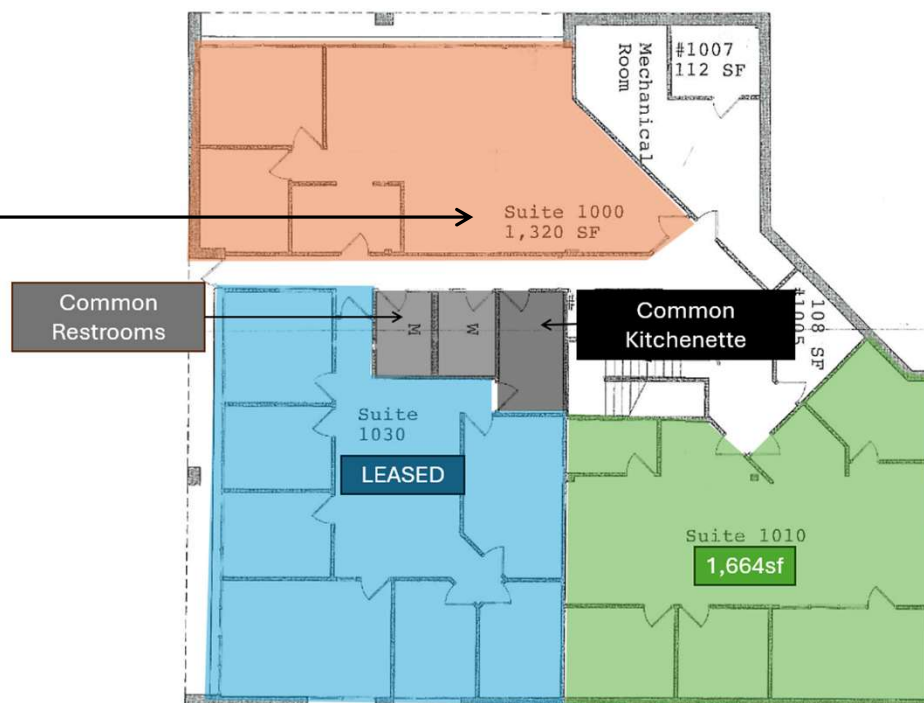 #1007
112 SF
Mechanical
Room
Suite 1000
1,320 SF
Common
Restrooms
M
W
Common
Kitchenette
108 SF
#1005
Suite
1030
LEASED
Suite 1010
1,664sf